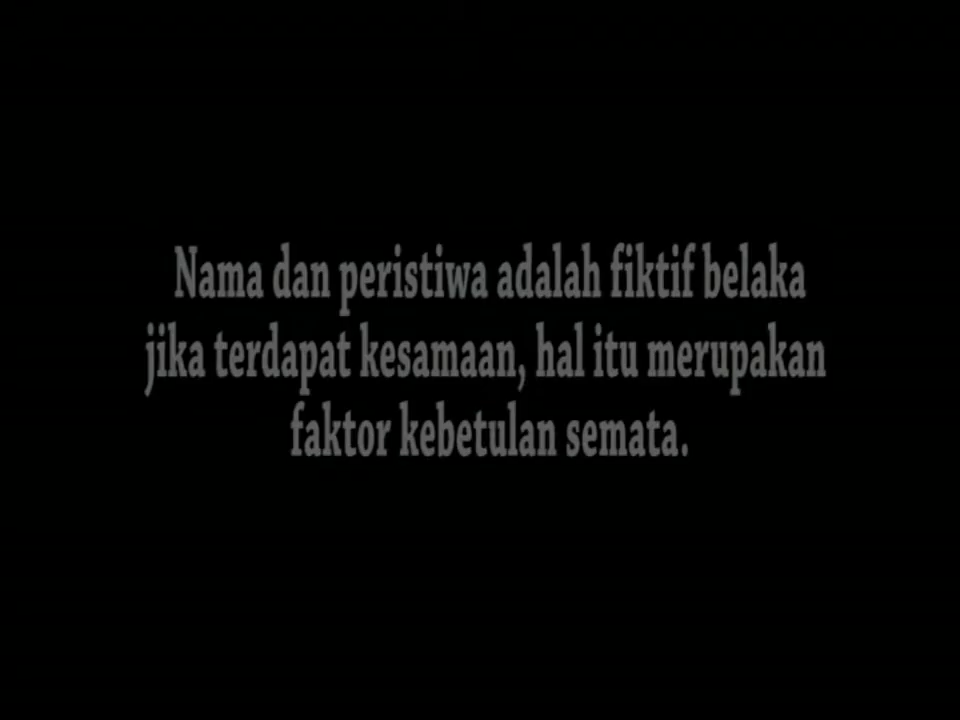 Nama dan peristiwa adalah fiktif belaka
jika terdapat kesamaan, hal itu merupakan
faktor kebetulan semata.